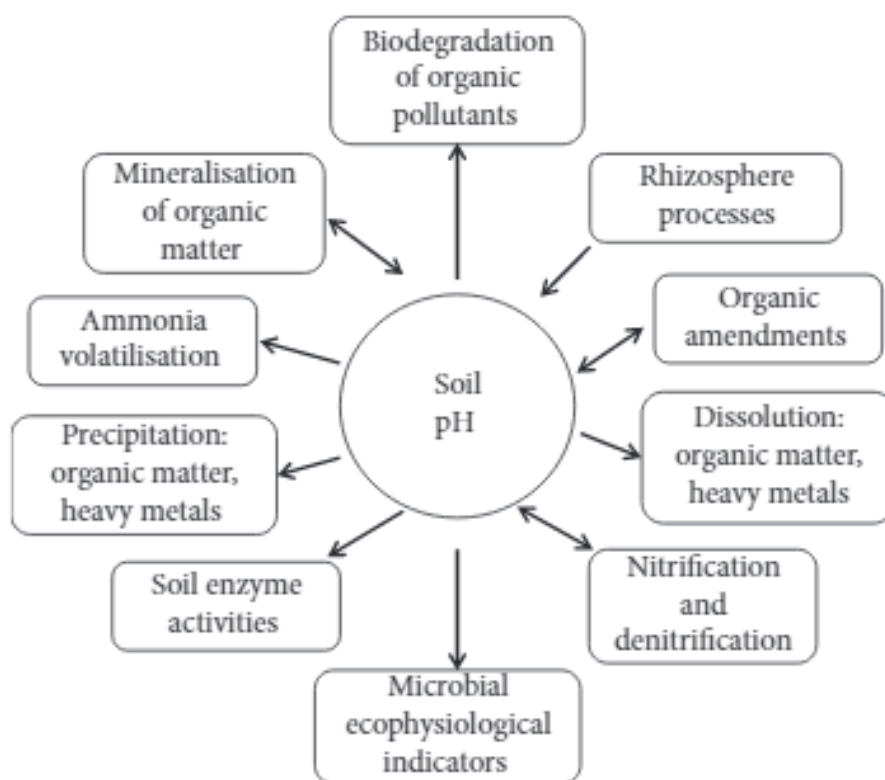 Biodegradation
of organic
pollutants
Mineralisation
of organic
matter
Rhizosphere
processes
Ammonia
volatilisation
Organic
amendments
Soil
pH
Precipitation:
organic matter,
heavy metals
Dissolution:
organic matter,
heavy metals
Soil enzyme
activities
Nitrification
and
denitrification
Microbial
ecophysiological
indicators